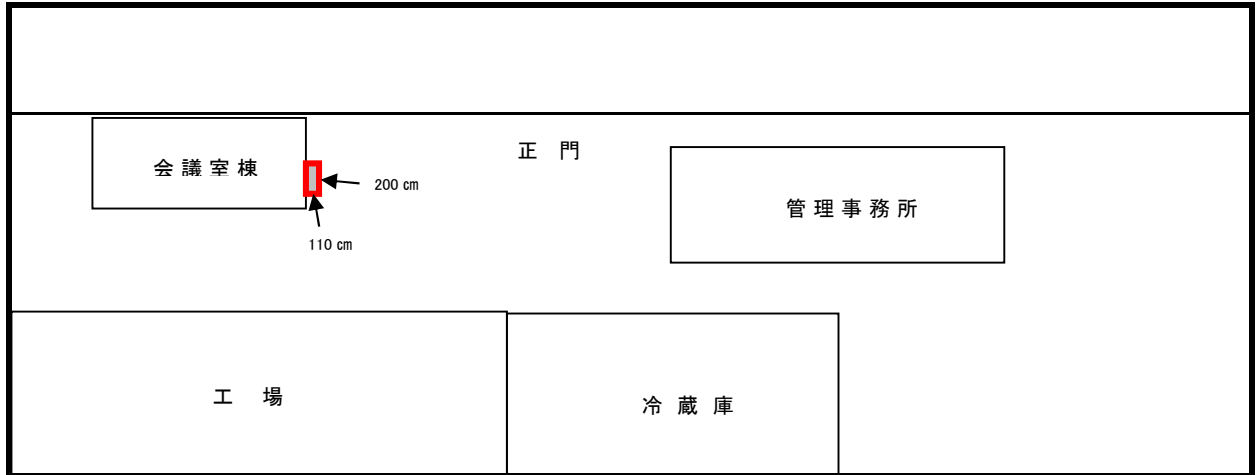 正 門
会 議 室 棟
200 ㎝
管 理 事 務 所
110 ㎝
工 場
冷 蔵 庫